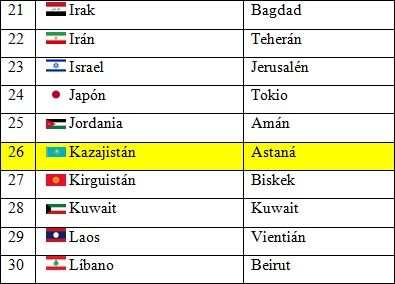 21 Irak Bagdad
22 Irán Teherán
23 Israel Jerusalén
24 Japón Tokio
25 Jordania Amán
26 Kazajistán Astaná
27 Kirguistán Biskek
28 Kuwait Kuwait
29 Laos Vientián
30 Líbano Beirut